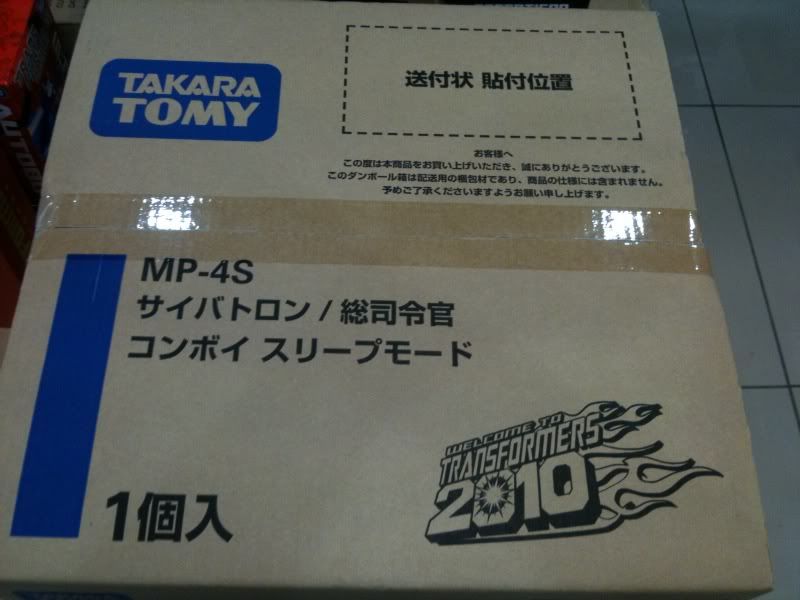 TAKARA
TOMY
送付状 貼付位置
お客様へ
この度は本商品をお買い上げいただき、誠にありがとうございます。
このダンボール箱は配送用の梱包材であり、商品の仕様には含まれません。
予めご了承くださいますようお願い申し上げます。
MP-4S
サイバトロン / 総司令官
コンボイ スリープモード
WELCOME TO
TRANSFORMERS
2010
1個入